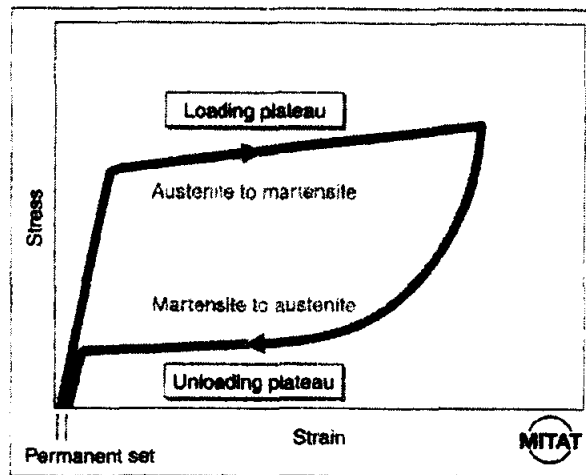 Loading plateau
Austenite to martensite
Stress
Martensite to austenite
Unloading plateau
Strain
Permanent set
MITAT